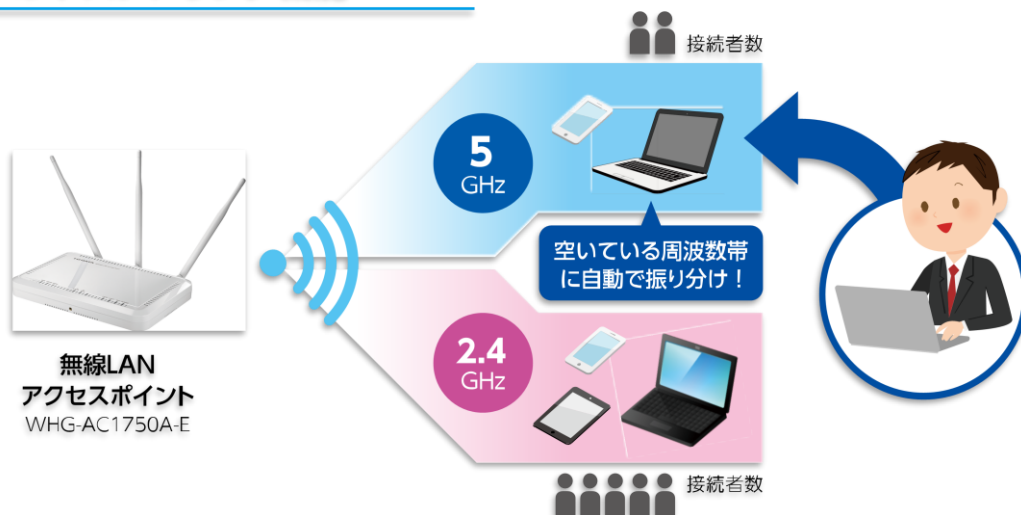 接続者数
5
GHz
空いている周波数帯
に自動で振り分け！
2.4
GHz
無線LAN
アクセスポイント
WHG-AC1750A-E
接続者数